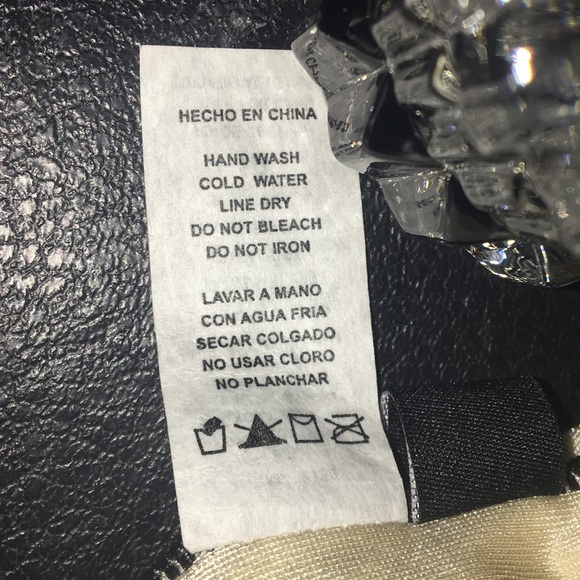 HECHO EN CHINA
HAND WASH
COLD WATER
LINE DRY
DO NOT BLEACH
DO NOT IRON
LAVAR A MANO
CON AGUA FRIA
SECAR COLGADO
NO USAR CLORO
NO PLANCHAR